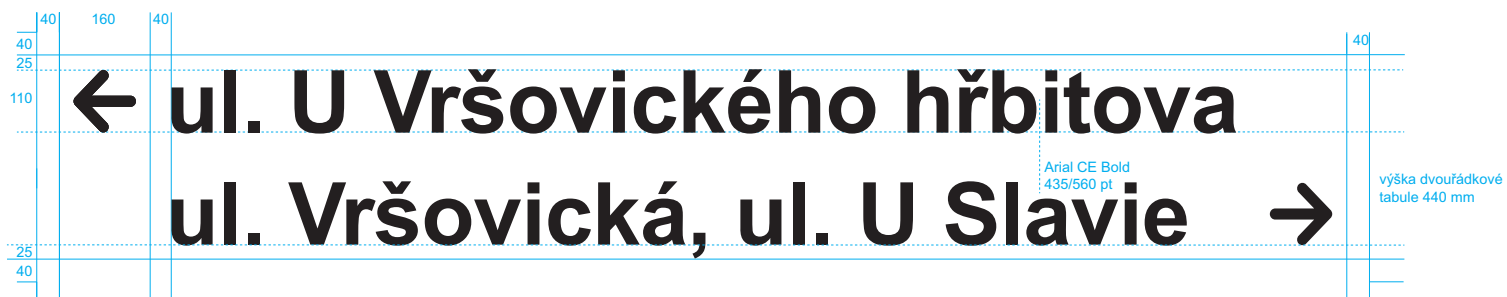 40 160 40 40
40
25
110
← ul. U Vršovického hřbitova
Arial CE Bold
435/560 pt
výška dvouřádkové
tabule 440 mm
ul. Vršovická, ul. U Slavie →
25
40